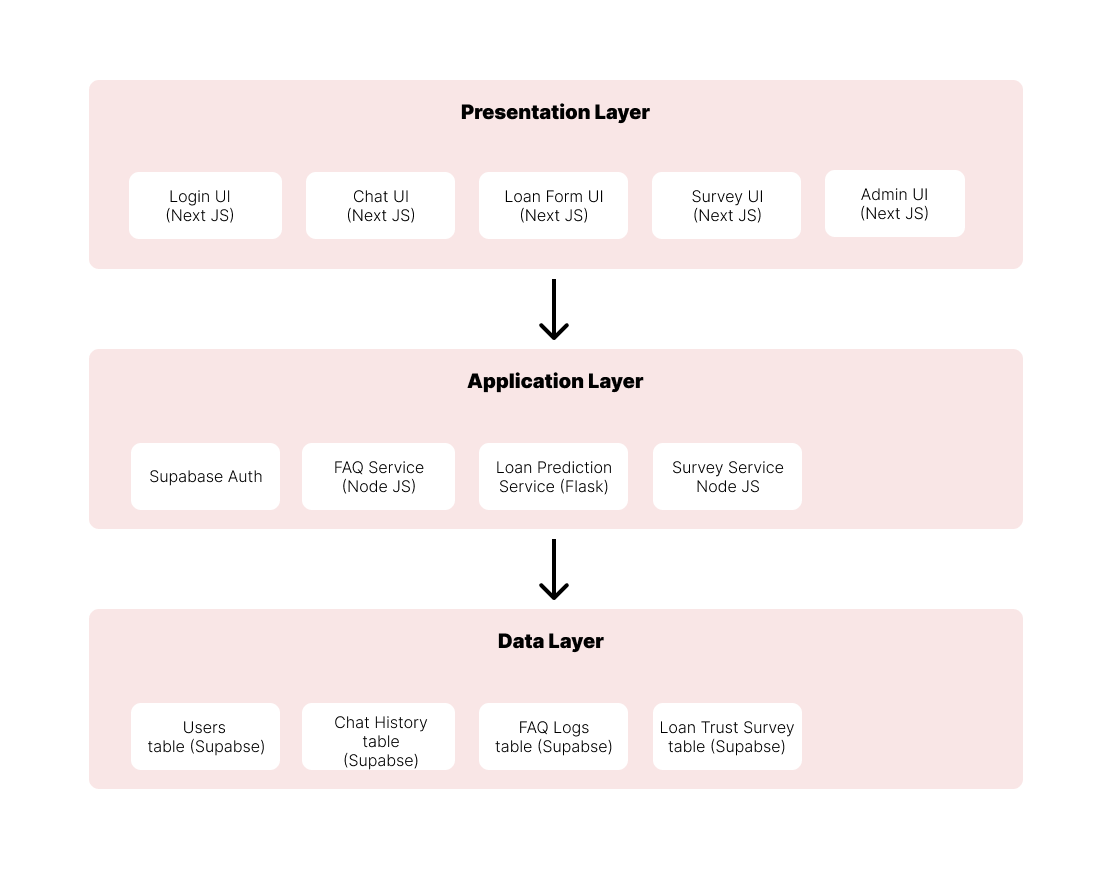 Presentation Layer
Login UI
(Next JS)
Chat UI
(Next JS)
Loan Form UI
(Next JS)
Survey UI
(Next JS)
Admin UI
(Next JS)
Application Layer
Supabase Auth
FAQ Service
(Node JS)
Loan Prediction
Service (Flask)
Survey Service
Node JS
Data Layer
Users
table (Supabse)
Chat History
table
(Supabse)
FAQ Logs
table (Supabse)
Loan Trust Survey
table (Supabse)